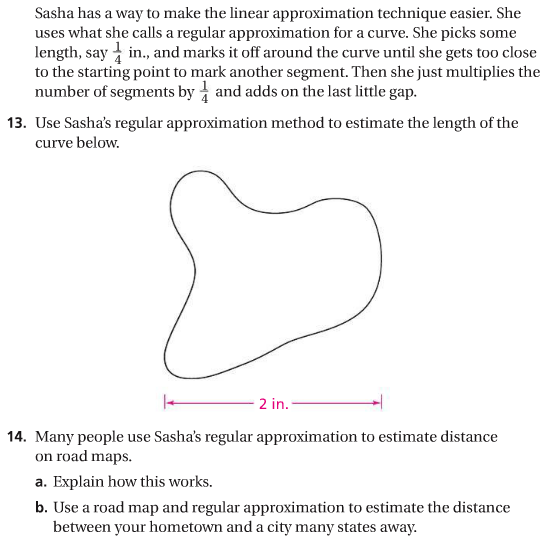 Sasha has a way to make the linear approximation technique easier. She
uses what she calls a regular approximation for a curve. She picks some
length, say 1/4 in., and marks it off around the curve until she gets too close
to the starting point to mark another segment. Then she just multiplies the
number of segments by 1/4 and adds on the last little gap.
13. Use Sasha's regular approximation method to estimate the length of the
curve below.
2 in.
14. Many people use Sasha's regular approximation to estimate distance
on road maps.
a. Explain how this works.
b. Use a road map and regular approximation to estimate the distance
between your hometown and a city many states away.